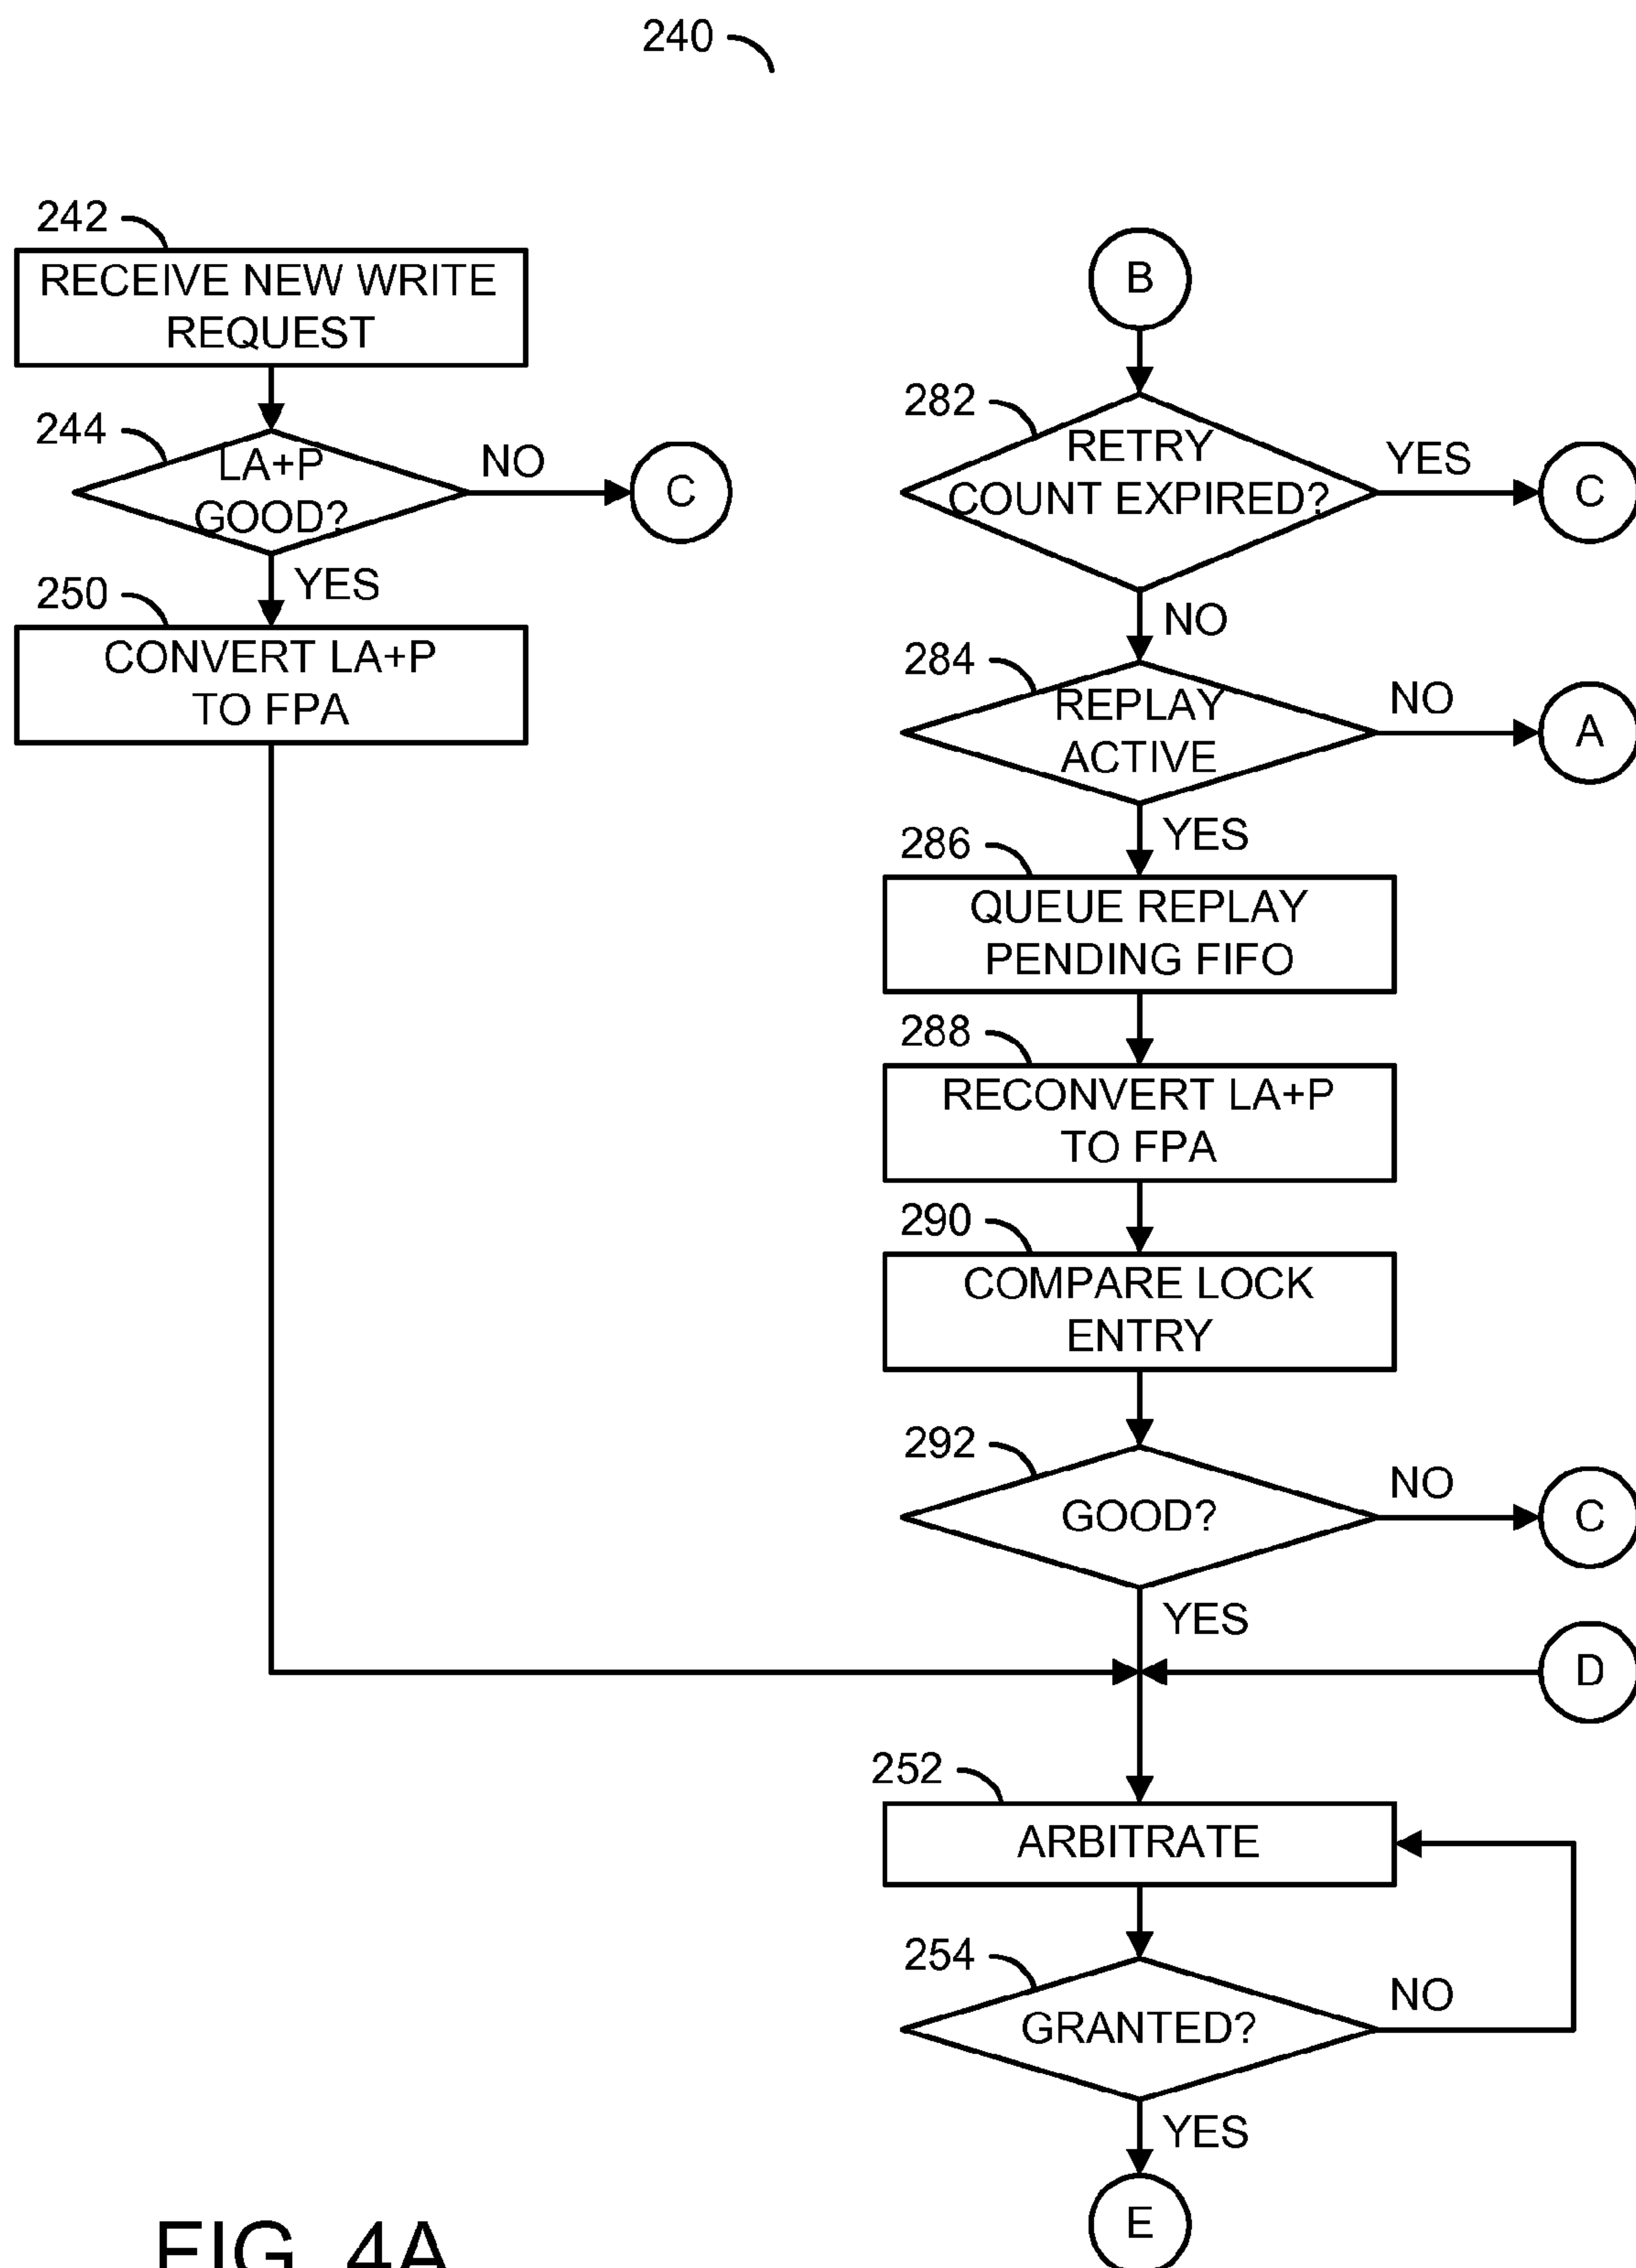 240
242
RECEIVE NEW WRITE
REQUEST
244
LA+P
GOOD?
NO
C
YES
250
CONVERT LA+P
TO FPA
B
282
RETRY
COUNT EXPIRED?
YES
C
NO
284
REPLAY
ACTIVE
NO
A
YES
286
QUEUE REPLAY
PENDING FIFO
288
RECONVERT LA+P
TO FPA
290
COMPARE LOCK
ENTRY
292
GOOD?
NO
C
YES
D
252
ARBITRATE
254
GRANTED?
NO
YES
E
FIG. 4A